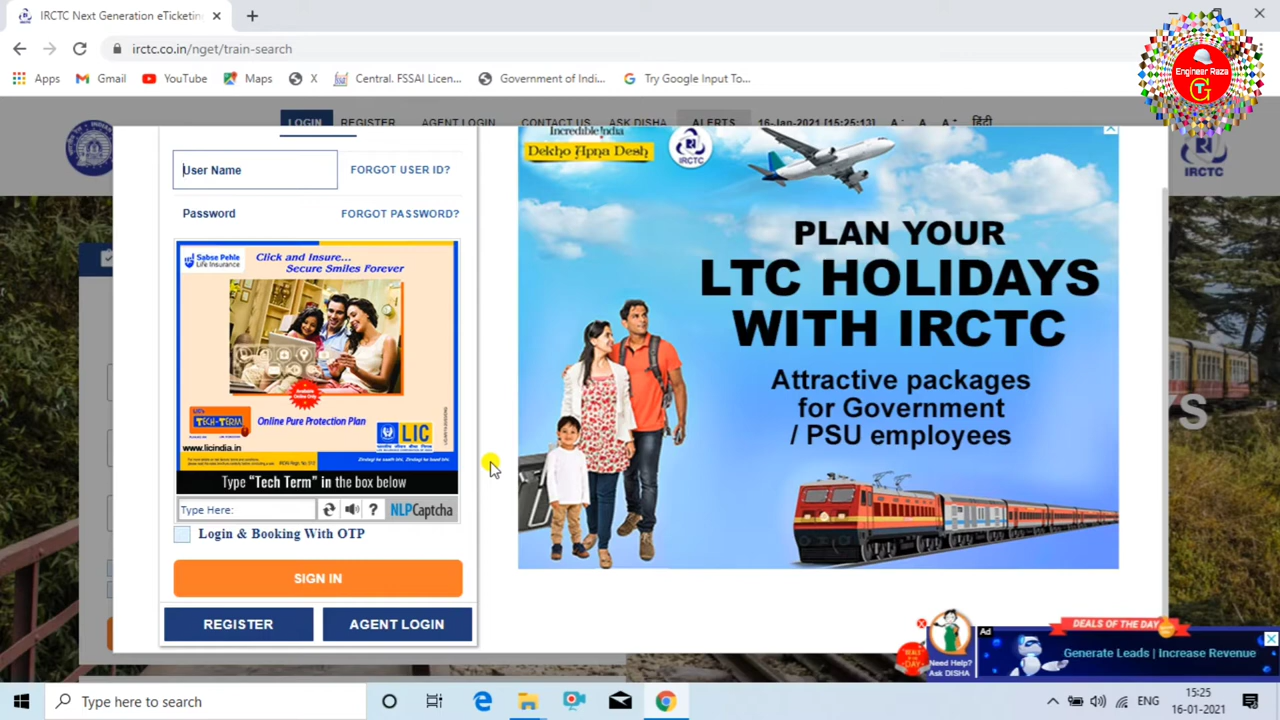 IRCTC Next Generation eTicketing
irctc.co.in/nget/train-search
Apps
Gmail
YouTube
Maps
X
Central. FSSAI Licen...
Government of Indi...
Try Google Input To...
Engineer Raza
LOGIN
REGISTER
AGENT LOGIN
CONTACT US
ASK DISHA
ALERTS
16-Jan-2021 [15:25:13]
A-
A
A+
हिंदी
IRCTC
User Name
FORGOT USER ID?
Password
FORGOT PASSWORD?
Sabse Pehle
Life Insurance
Click and Insure...
Secure Smiles Forever
Available
Online Only
LIC's
TECH-TERM
Online Pure Protection Plan
www.licindia.in
LIC
Type "Tech Term" in the box below
Type Here:
?
NLPCaptcha
Login & Booking With OTP
SIGN IN
REGISTER
AGENT LOGIN
Incredible India
Dekho Apna Desh
IRCTC
PLAN YOUR
LTC HOLIDAYS
WITH IRCTC
Attractive packages
for Government
/ PSU employees
YS
Need Help?
Ask DISHA
DEALS OF THE DAY
Ad
Generate Leads | Increase Revenue
Type here to search
ENG
15:25
16-01-2021